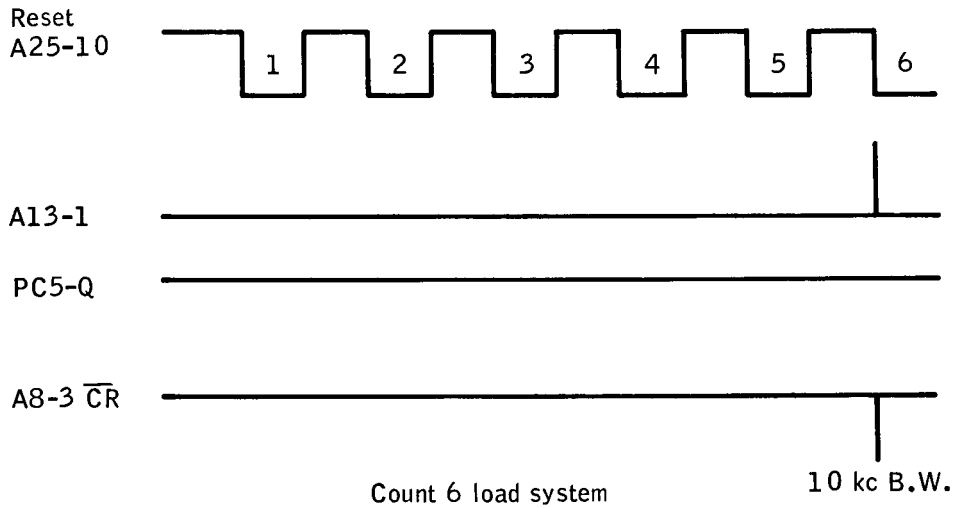 Reset
A25-10
1 2 3 4 5 6
A13-1
PC5-Q
A8-3 C̅R̅
10 kc B.W.
Count 6 load system